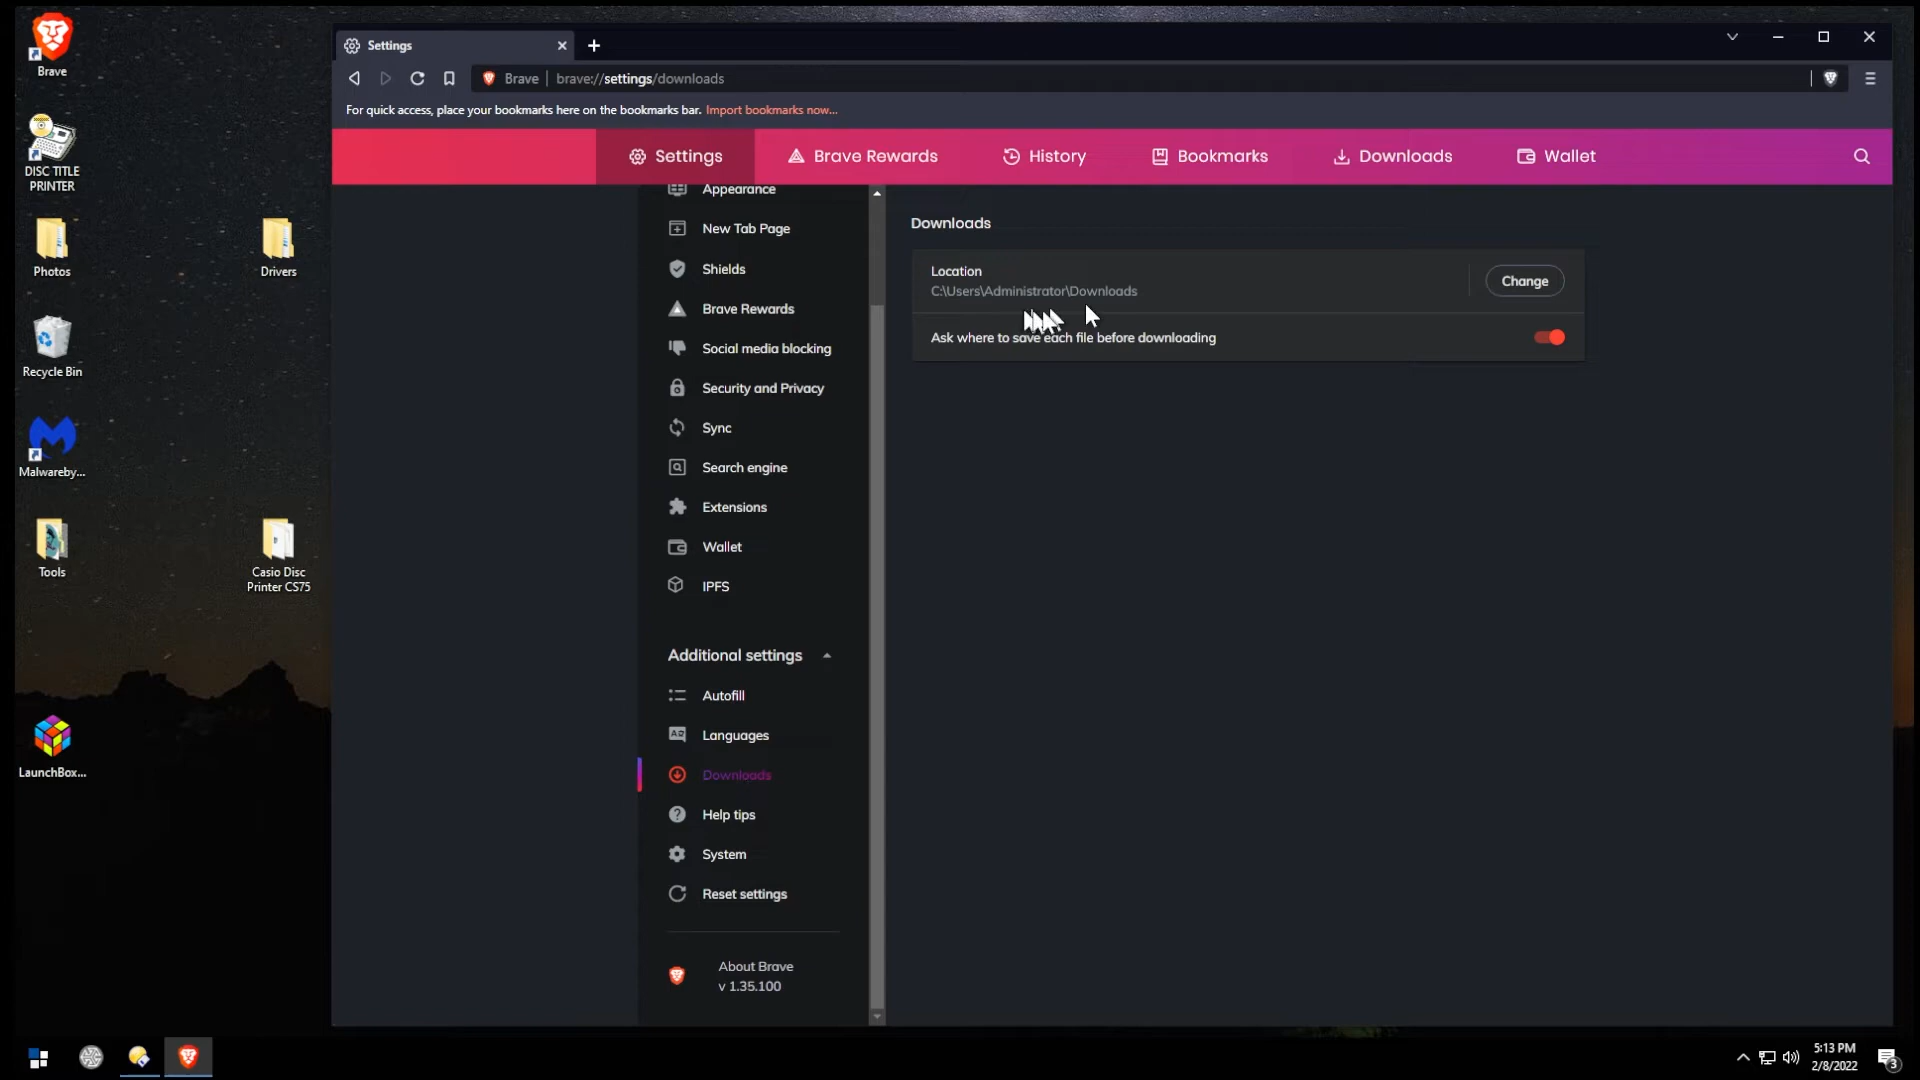 Brave
DISC TITLE
PRINTER
Photos
Drivers
Recycle Bin
Malwareby...
Tools
Casio Disc
Printer CS75
LaunchBox...
Settings
Brave
brave://settings/downloads
For quick access, place your bookmarks here on the bookmarks bar. Import bookmarks now...
Settings
Brave Rewards
History
Bookmarks
Downloads
Wallet
Appearance
New Tab Page
Shields
Brave Rewards
Social media blocking
Security and Privacy
Sync
Search engine
Extensions
Wallet
IPFS
Additional settings
Autofill
Languages
Downloads
Help tips
System
Reset settings
About Brave
v 1.35.100
Downloads
Location
C:\Users\Administrator\Downloads
Change
Ask where to save each file before downloading
5:13 PM
2/8/2022
3